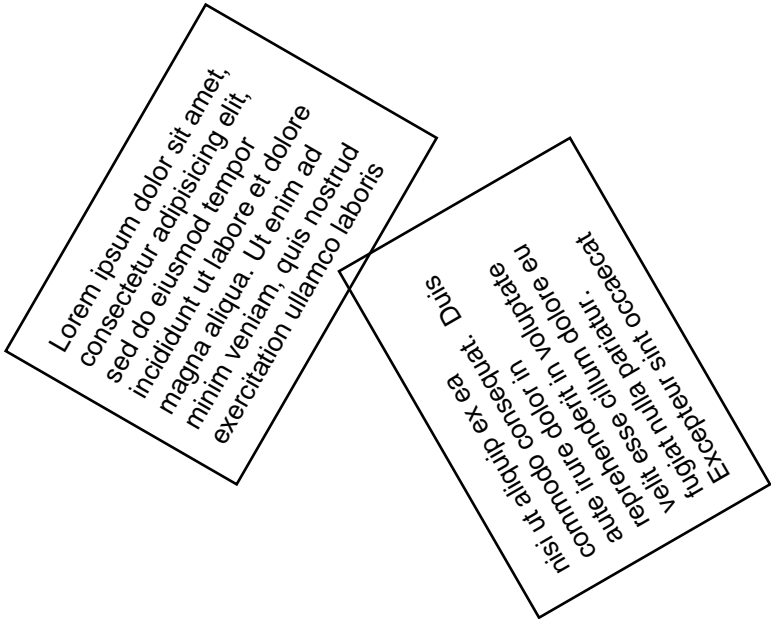 Lorem ipsum dolor sit amet,
consectetur adipisicing elit,
sed do eiusmod tempor
incididunt ut labore et dolore
magna aliqua. Ut enim ad
minim veniam, quis nostrud
exercitation ullamco laboris
nisi ut aliquip ex ea
commodo consequat. Duis
aute irure dolor in
reprehenderit in voluptate
velit esse cillum dolore eu
fugiat nulla pariatur.
Excepteur sint occaecat